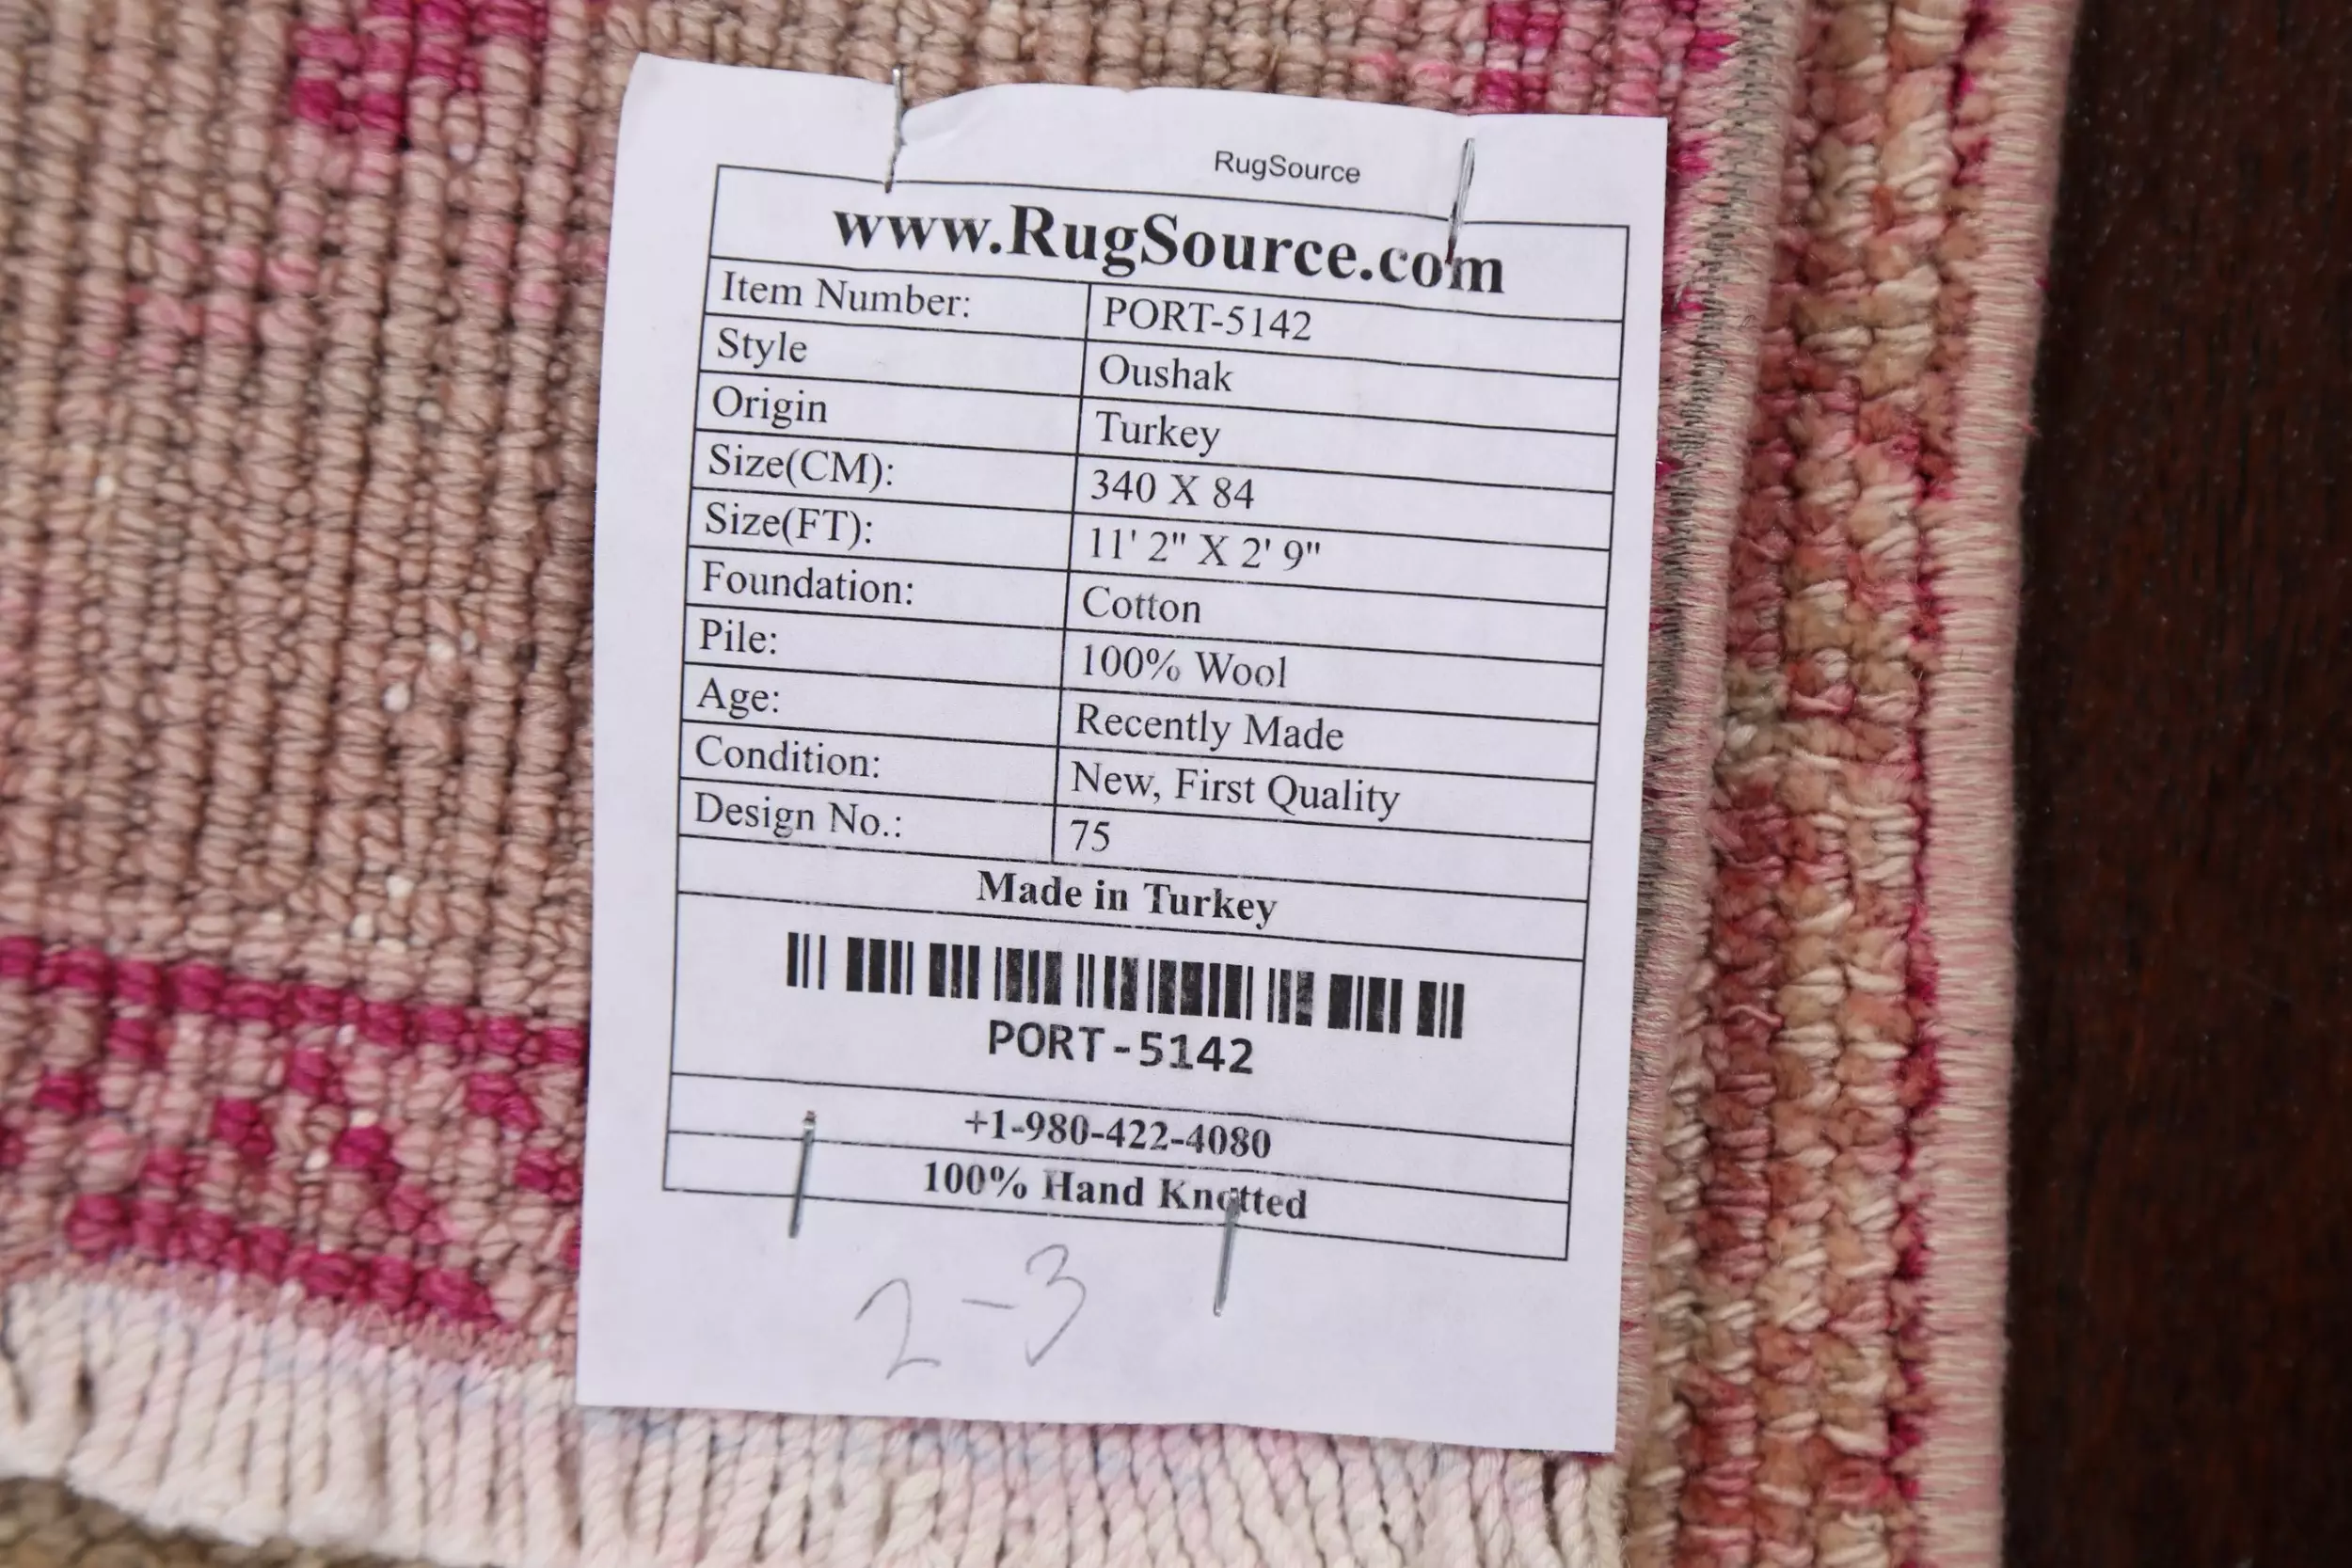 RugSource
www.RugSource.com
Item Number: PORT-5142
Style Oushak
Origin Turkey
Size(CM): 340 X 84
Size(FT): 11' 2" X 2' 9"
Foundation: Cotton
Pile: 100% Wool
Age: Recently Made
Condition: New, First Quality
Design No.: 75
Made in Turkey
PORT-5142
+1-980-422-4080
100% Hand Knotted
2-3